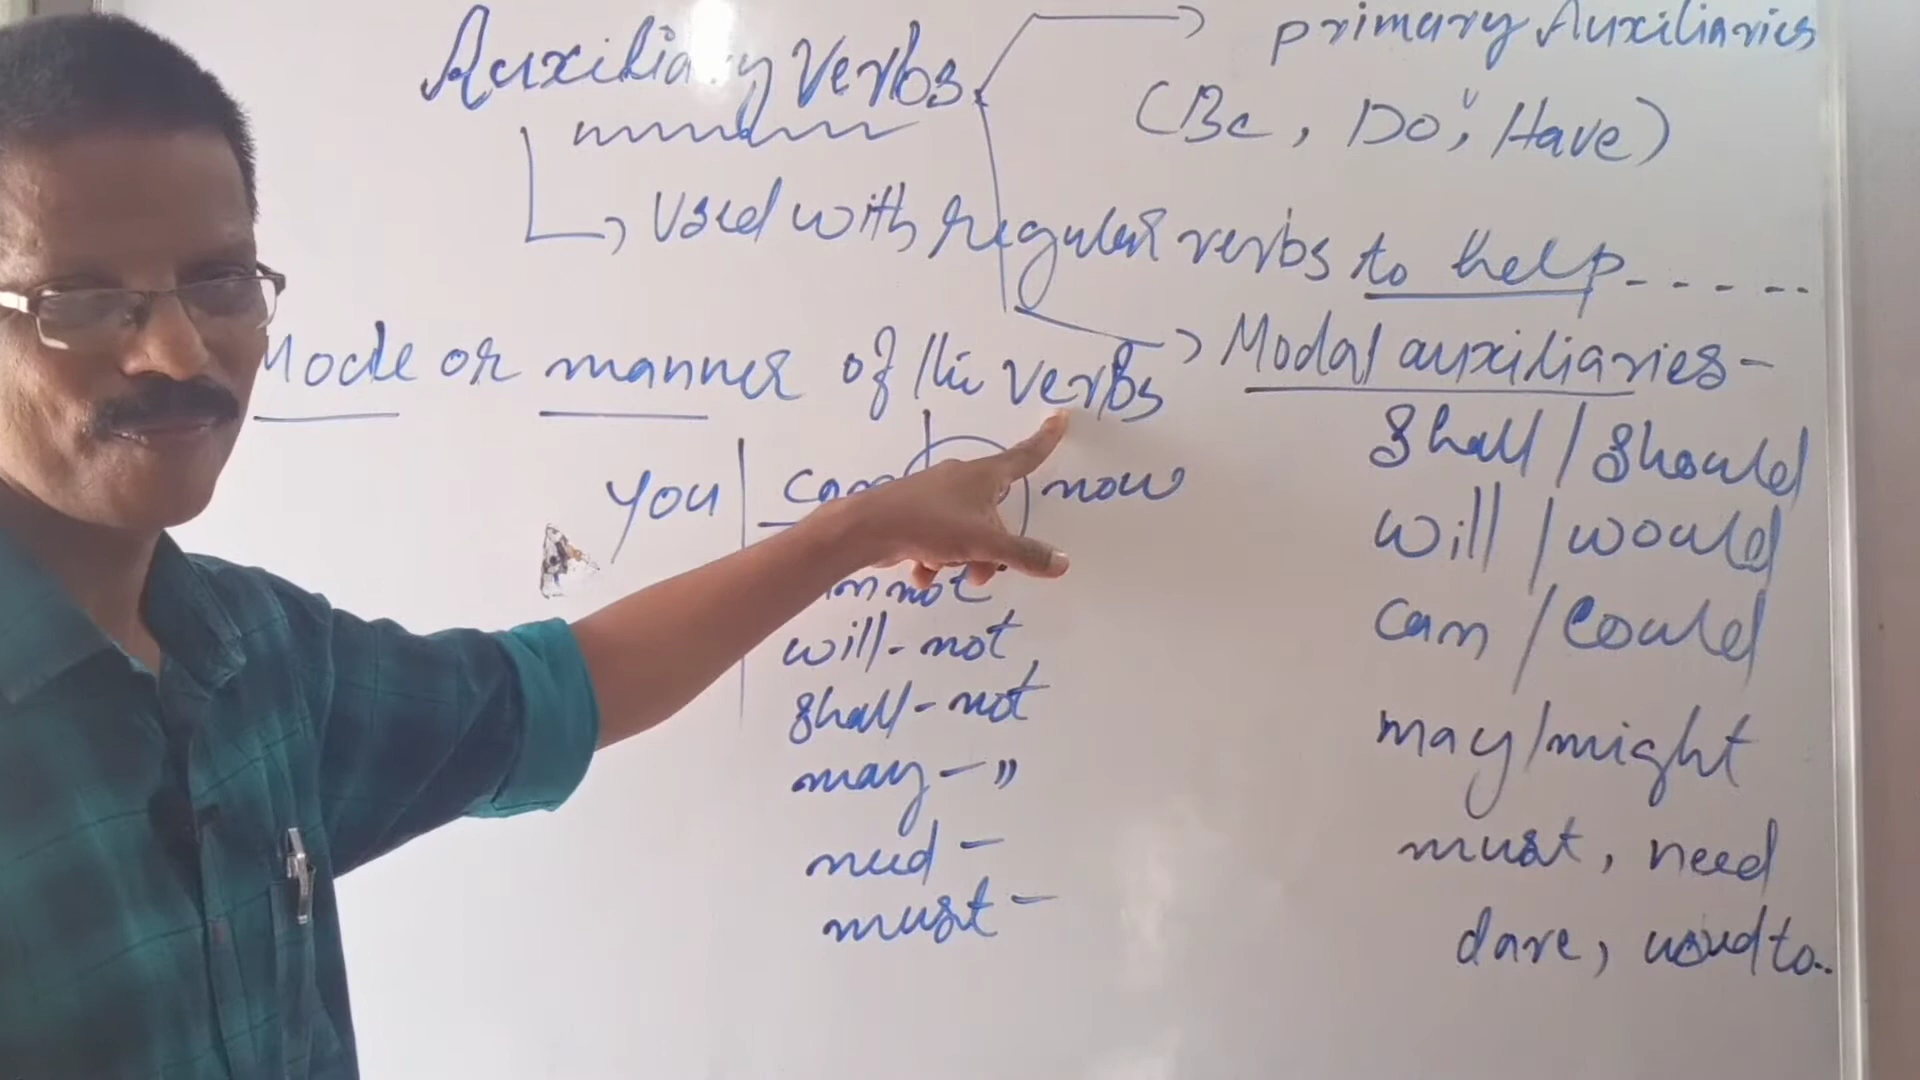 Auxiliary Verbs
primary Auxiliaries
(Be, Do, Have)
Used with regular verbs to help.....
Mode or manner of the verbs
Modal auxiliaries-
shall/should
You can now
will/would
not
can/could
will-not,
shall-not
may/might
may-"
need-
must, need
must-
dare, used to..